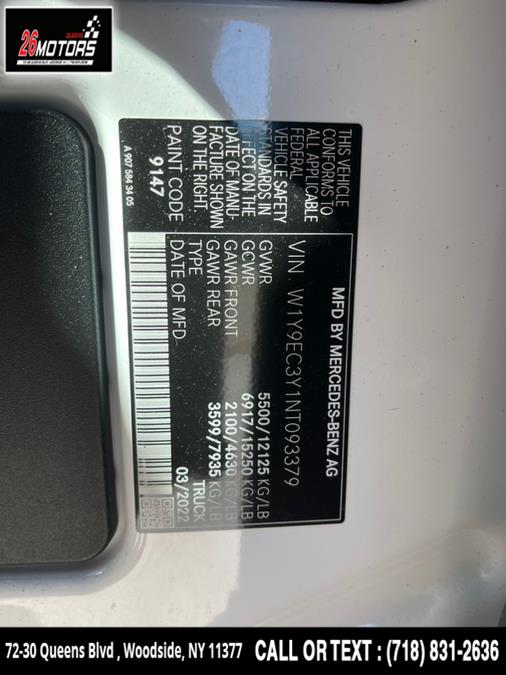 QUEENS
26MOTORS
THIS VEHICLE
CONFORMS TO
ALL APPLICABLE
FEDERAL
VEHICLE SAFETY
STANDARDS IN
EFFECT ON THE
DATE OF MANU-
FACTURE SHOWN
ON THE RIGHT
PAINT CODE
9147
A 907 584 34 05
MFD BY MERCEDES-BENZ AG
VIN. W1Y9EC3Y1NT093379
GVWR 5500/12125 KG/LB
GCWR 6917/15250 KG/LB
GAWR FRONT 2100/4630 KG/LB
GAWR REAR 3599/7935 KG/LB
TYPE TRUCK
DATE OF MFD. 03/2022
72-30 Queens Blvd , Woodside, NY 11377 CALL OR TEXT : (718) 831-2636